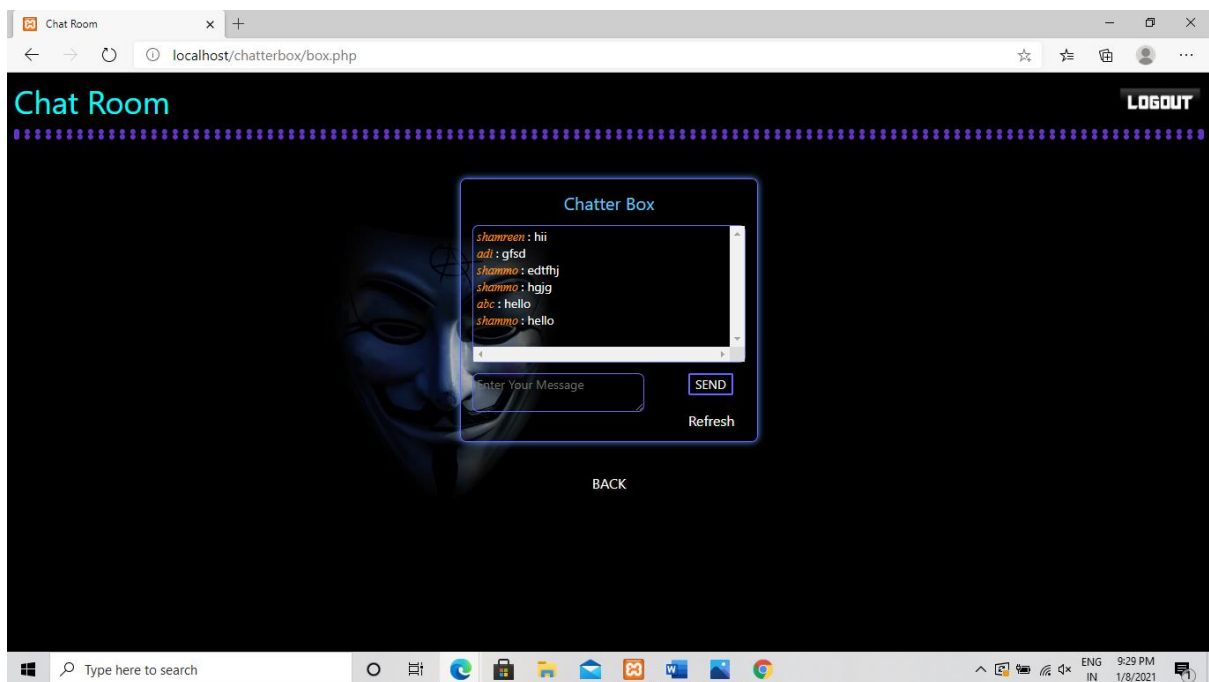 Chat Room
localhost/chatterbox/box.php
Chat Room
LOGOUT
Chatter Box
shamreen : hii
adi : gfsd
shammo : edtfhj
shammo : hgjg
abc : hello
shammo : hello
Enter Your Message
SEND
Refresh
BACK
Type here to search
ENG
IN
9:29 PM
1/8/2021